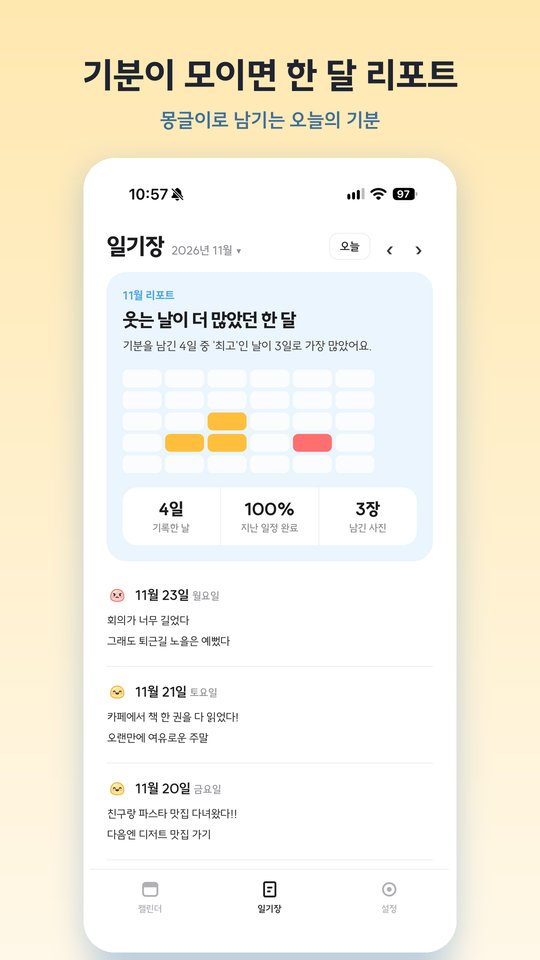 기분이 모이면 한 달 리포트
몽글이로 남기는 오늘의 기분
10:57
97
일기장 2026년 11월 ▾ 오늘 ‹ ›
11월 리포트
웃는 날이 더 많았던 한 달
기분을 남긴 4일 중 '최고'인 날이 3일로 가장 많았어요.
4일 100% 3장
기록한 날 지난 일정 완료 남긴 사진
11월 23일 월요일
회의가 너무 길었다
그래도 퇴근길 노을은 예뻤다
11월 21일 토요일
카페에서 책 한 권을 다 읽었다!
오랜만에 여유로운 주말
11월 20일 금요일
친구랑 파스타 맛집 다녀왔다!!
다음엔 디저트 맛집 가기
캘린더 일기장 설정